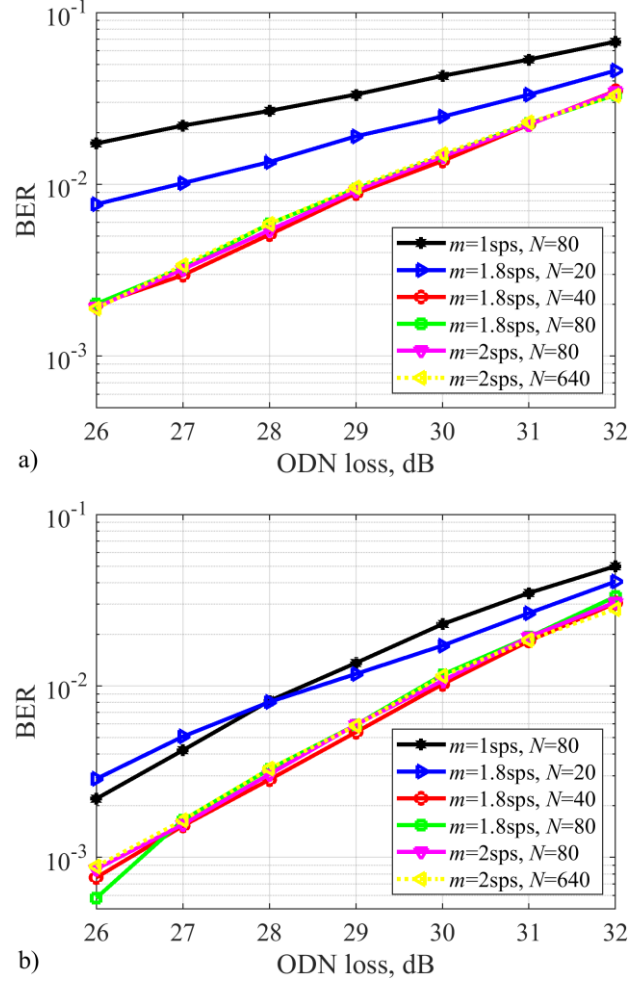 10^-1
10^-2
10^-3
BER
m=1sps, N=80
m=1.8sps, N=20
m=1.8sps, N=40
m=1.8sps, N=80
m=2sps, N=80
m=2sps, N=640
26 27 28 29 30 31 32
a) ODN loss, dB
10^-1
10^-2
10^-3
BER
m=1sps, N=80
m=1.8sps, N=20
m=1.8sps, N=40
m=1.8sps, N=80
m=2sps, N=80
m=2sps, N=640
26 27 28 29 30 31 32
b) ODN loss, dB